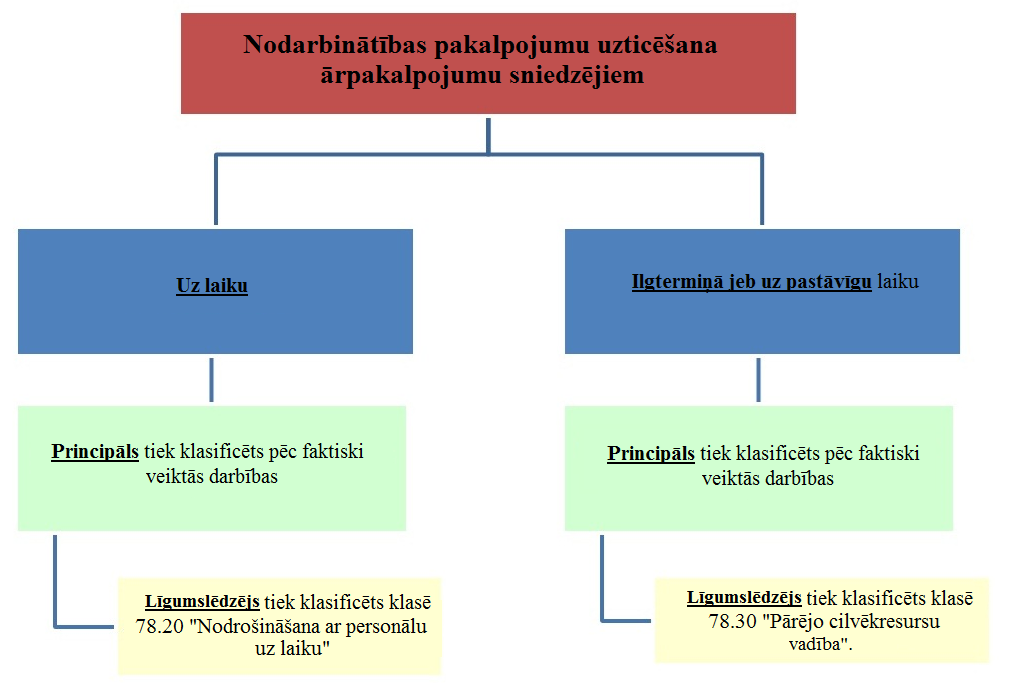 Nodarbinātības pakalpojumu uzticēšana
ārpakalpojumu sniedzējiem
Uz laiku
Ilgtermiņā jeb uz pastāvīgu laiku
Principāls tiek klasificēts pēc faktiski
veiktās darbības
Principāls tiek klasificēts pēc faktiski
veiktās darbības
Līgumslēdzējs tiek klasificēts klasē
78.20 "Nodrošināšana ar personālu
uz laiku"
Līgumslēdzējs tiek klasificēts klasē
78.30 "Pārējo cilvēkresursu
vadība".